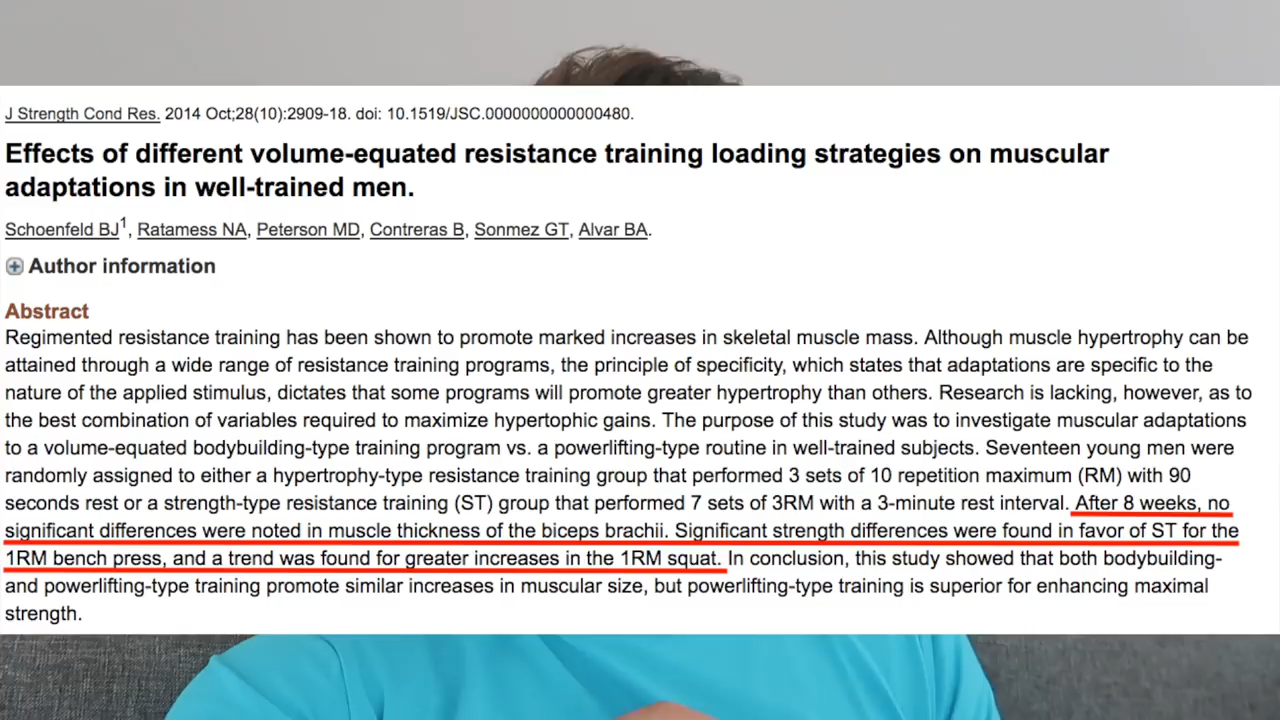 J Strength Cond Res. 2014 Oct;28(10):2909-18. doi: 10.1519/JSC.0000000000000480.
Effects of different volume-equated resistance training loading strategies on muscular
adaptations in well-trained men.
Schoenfeld BJ1, Ratamess NA, Peterson MD, Contreras B, Sonmez GT, Alvar BA.
Author information
Abstract
Regimented resistance training has been shown to promote marked increases in skeletal muscle mass. Although muscle hypertrophy can be
attained through a wide range of resistance training programs, the principle of specificity, which states that adaptations are specific to the
nature of the applied stimulus, dictates that some programs will promote greater hypertrophy than others. Research is lacking, however, as to
the best combination of variables required to maximize hypertophic gains. The purpose of this study was to investigate muscular adaptations
to a volume-equated bodybuilding-type training program vs. a powerlifting-type routine in well-trained subjects. Seventeen young men were
randomly assigned to either a hypertrophy-type resistance training group that performed 3 sets of 10 repetition maximum (RM) with 90
seconds rest or a strength-type resistance training (ST) group that performed 7 sets of 3RM with a 3-minute rest interval. After 8 weeks, no
significant differences were noted in muscle thickness of the biceps brachii. Significant strength differences were found in favor of ST for the
1RM bench press, and a trend was found for greater increases in the 1RM squat. In conclusion, this study showed that both bodybuilding-
and powerlifting-type training promote similar increases in muscular size, but powerlifting-type training is superior for enhancing maximal
strength.